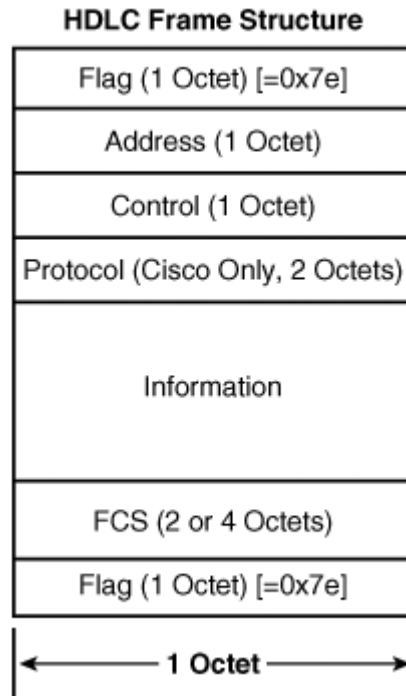 HDLC Frame Structure
Flag (1 Octet) [=0x7e]
Address (1 Octet)
Control (1 Octet)
Protocol (Cisco Only, 2 Octets)
Information
FCS (2 or 4 Octets)
Flag (1 Octet) [=0x7e]
1 Octet